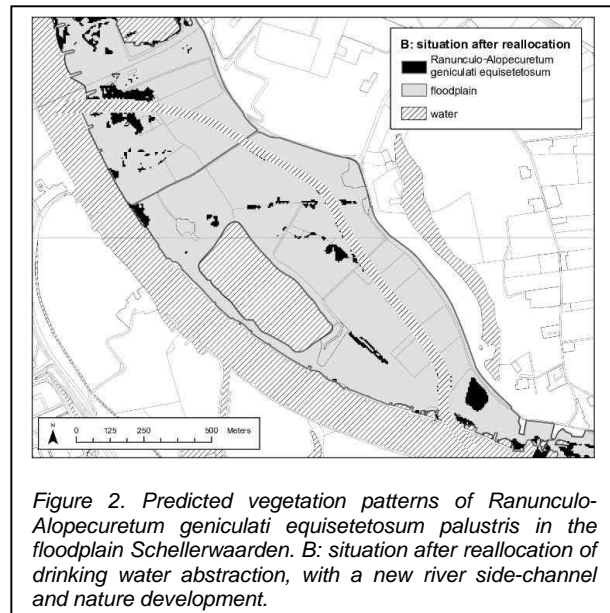 B: situation after reallocation
Ranunculo-Alopecuretum
geniculati equisetetosum
floodplain
water
N
0 125 250 500 Meters
Figure 2. Predicted vegetation patterns of Ranunculo-
Alopecuretum geniculati equisetetosum palustris in the
floodplain Schellerwaarden. B: situation after reallocation of
drinking water abstraction, with a new river side-channel
and nature development.